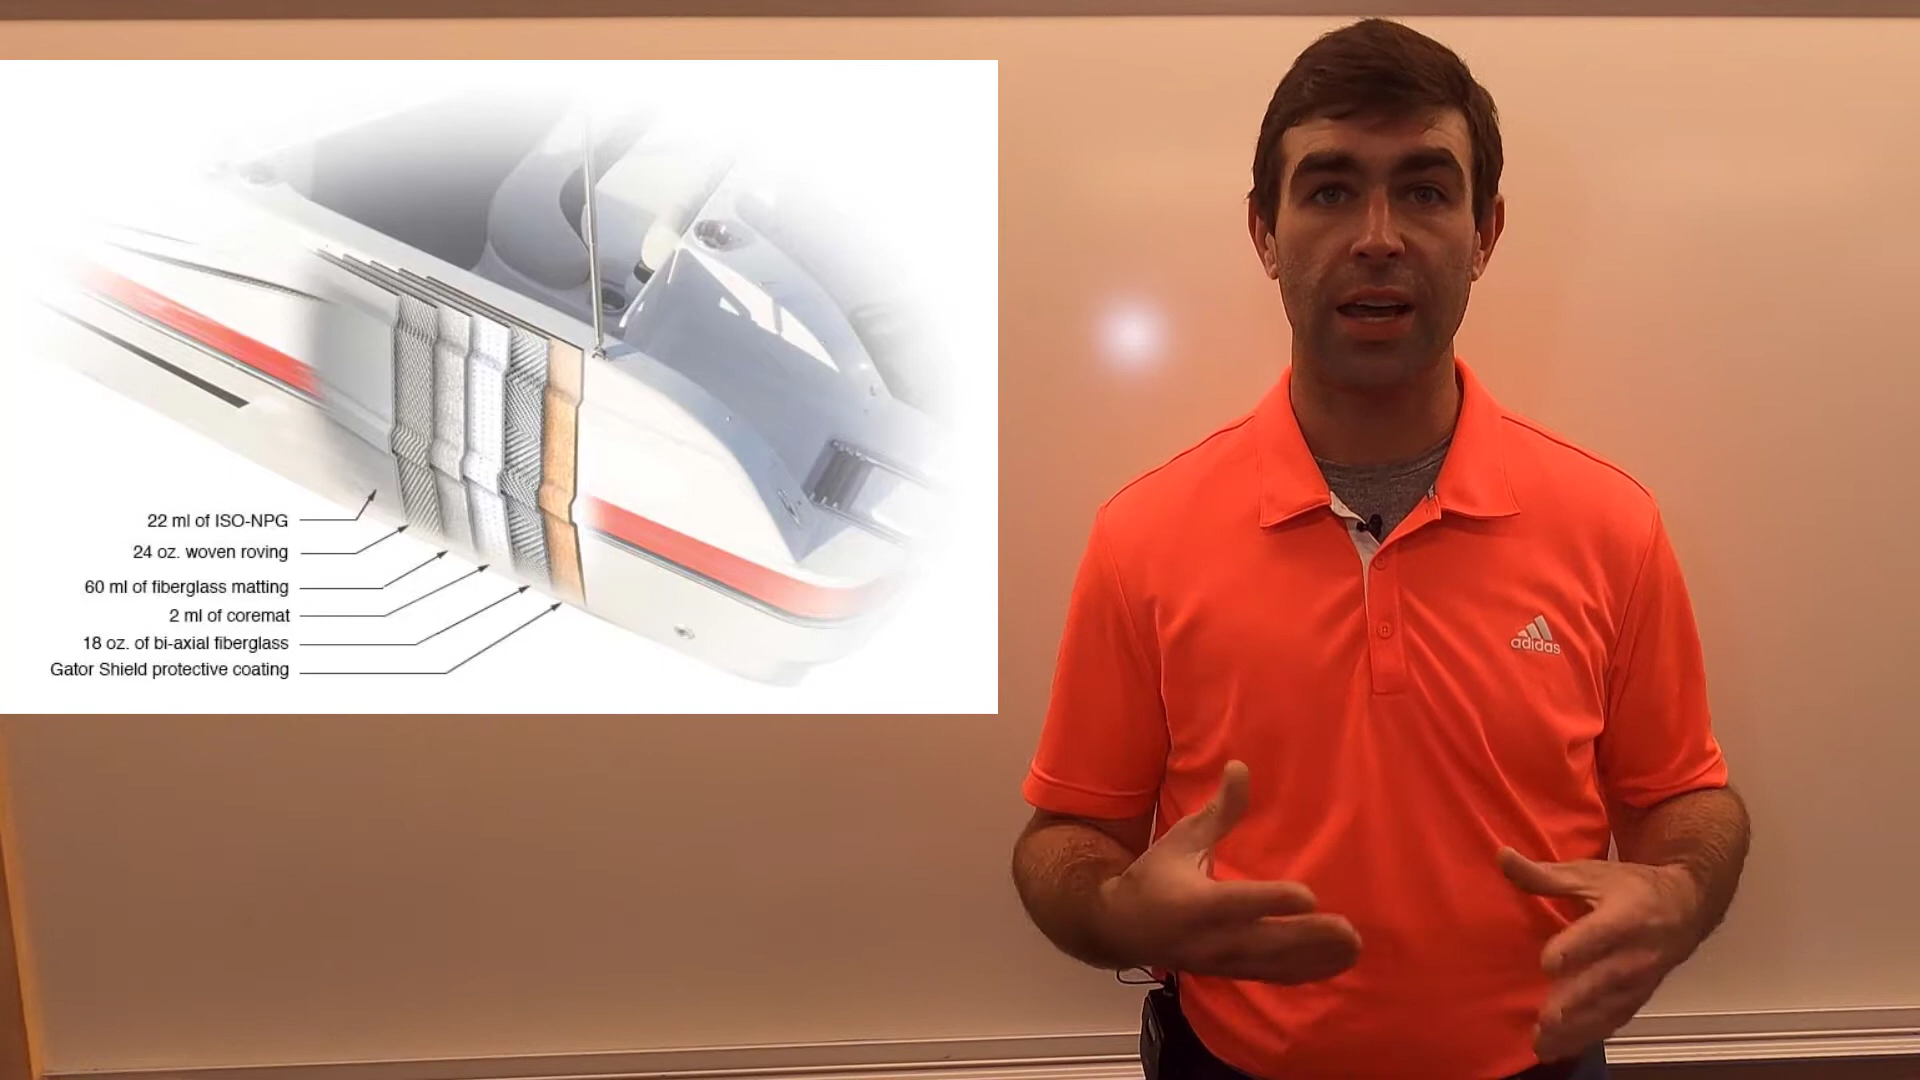 22 ml of ISO-NPG
24 oz. woven roving
60 ml of fiberglass matting
2 ml of coremat
18 oz. of bi-axial fiberglass
Gator Shield protective coating
adidas